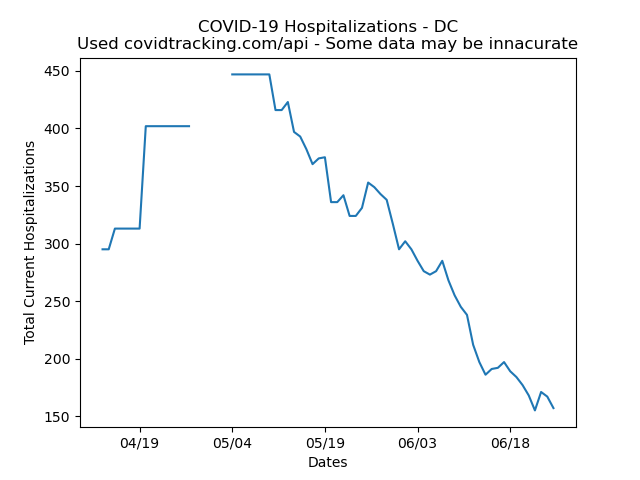 COVID-19 Hospitalizations - DC
Used covidtracking.com/api - Some data may be innacurate
450
400
350
300
250
200
150
Total Current Hospitalizations
04/19 05/04 05/19 06/03 06/18
Dates